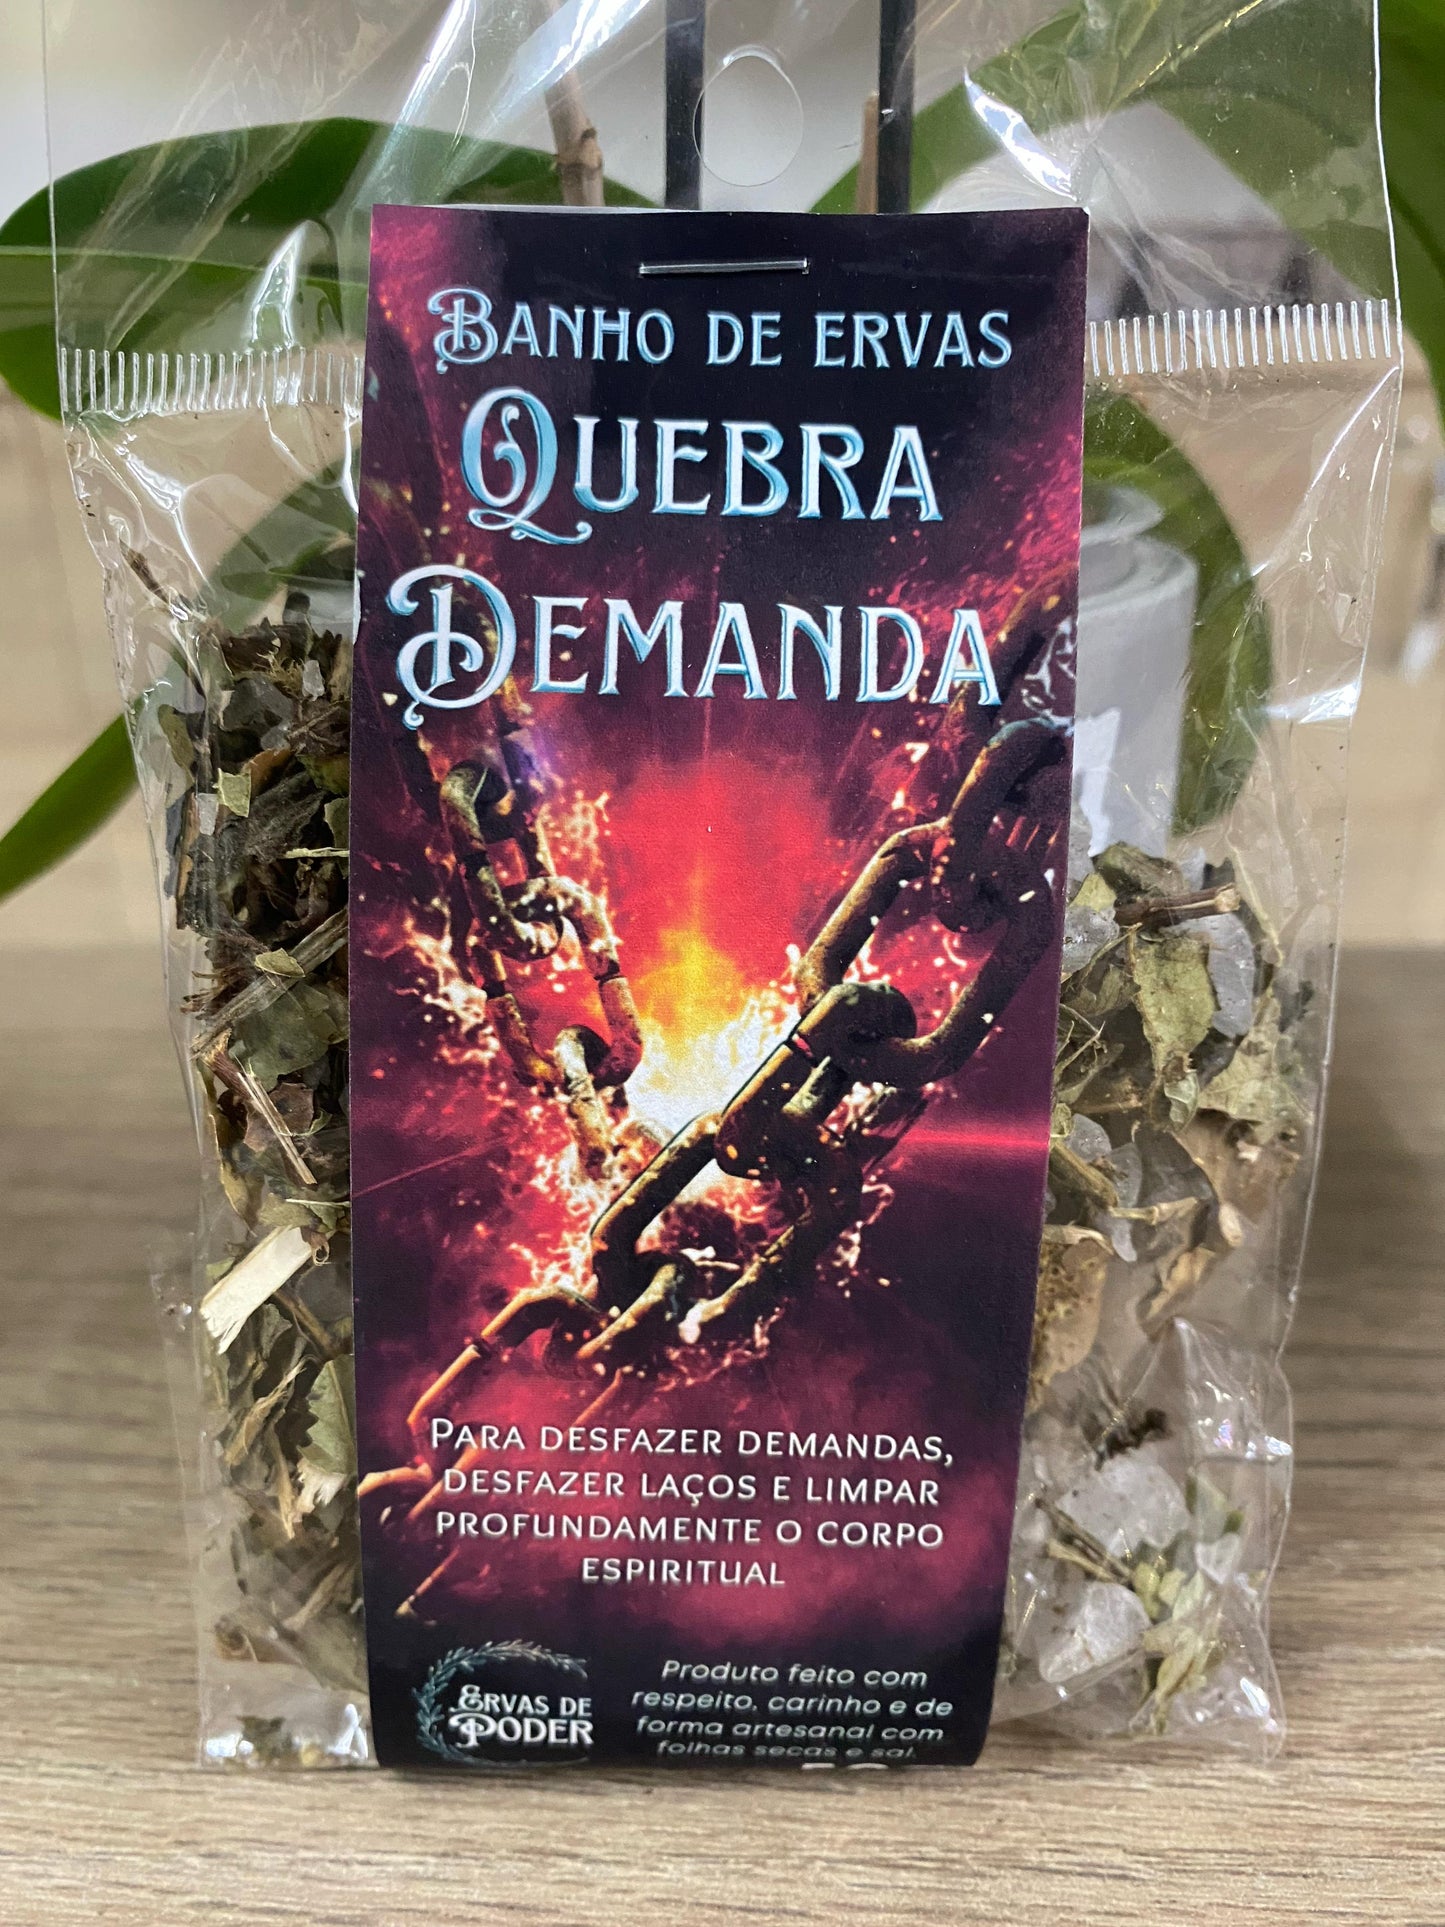 Banho de ervas
Quebra
Demanda
Para desfazer demandas,
desfazer laços e limpar
profundamente o corpo
espiritual
Ervas de
Poder
Produto feito com
respeito, carinho e de
forma artesanal com
folhas secas e sal.